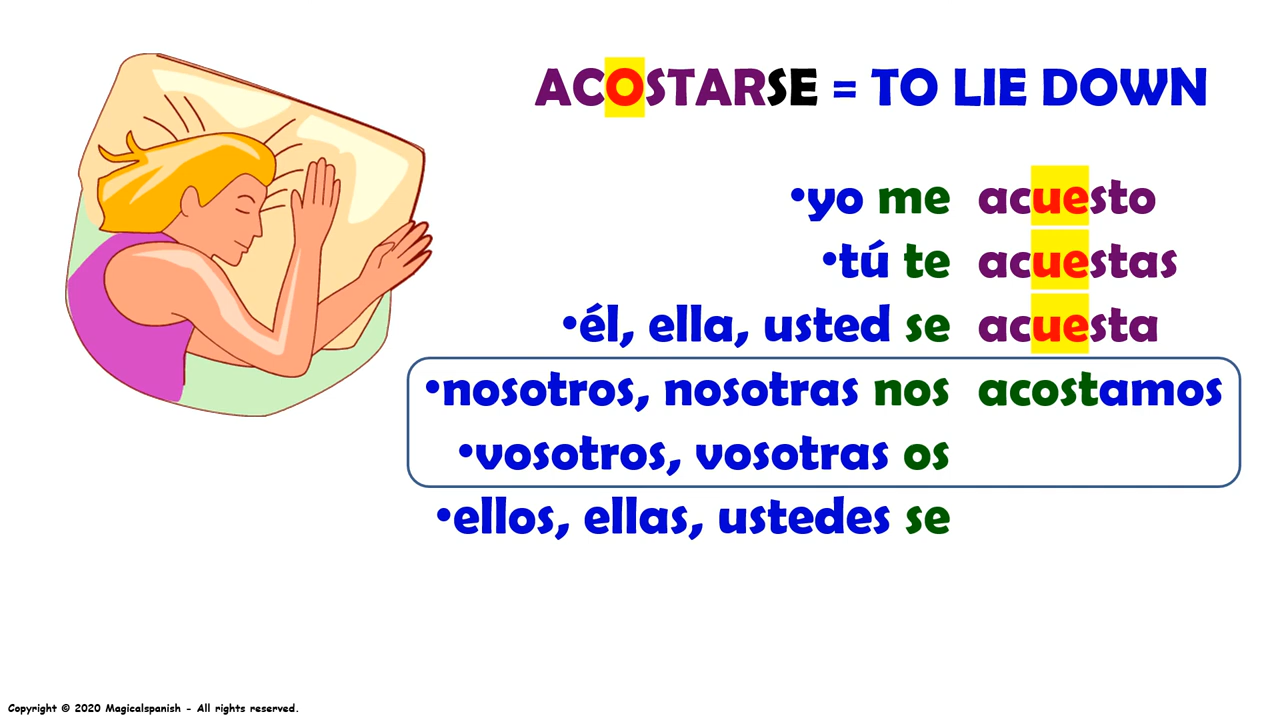 ACOSTARSE = TO LIE DOWN
•yo me acuesto
•tú te acuestas
•él, ella, usted se acuesta
•nosotros, nosotras nos acostamos
•vosotros, vosotras os
•ellos, ellas, ustedes se
Copyright © 2020 Magicalspanish - All rights reserved.